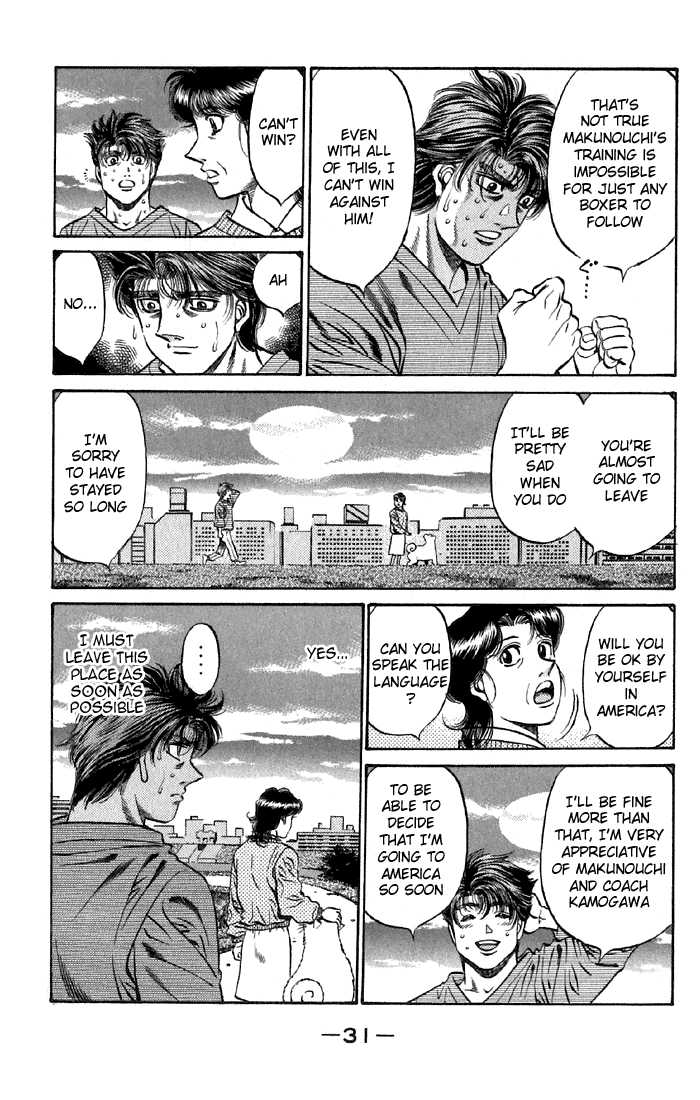 THAT'S
NOT TRUE
MAKUNOUCHI'S
TRAINING IS
IMPOSSIBLE
FOR JUST ANY
BOXER TO
FOLLOW
EVEN
WITH ALL
OF THIS, I
CAN'T WIN
AGAINST
HIM!
CAN'T
WIN?
AH
NO...
YOU'RE
ALMOST
GOING TO
LEAVE
IT'LL BE
PRETTY
SAD
WHEN
YOU DO
I'M
SORRY
TO HAVE
STAYED
SO LONG
WILL YOU
BE OK BY
YOURSELF
IN
AMERICA?
CAN YOU
SPEAK THE
LANGUAGE
?
I'LL BE FINE
MORE THAN
THAT, I'M VERY
APPRECIATIVE
OF MAKUNOUCHI
AND COACH
KAMOGAWA
TO BE
ABLE TO
DECIDE
THAT I'M
GOING TO
AMERICA
SO SOON
YES...
...
I MUST
LEAVE THIS
PLACE AS
SOON AS
POSSIBLE
—31—